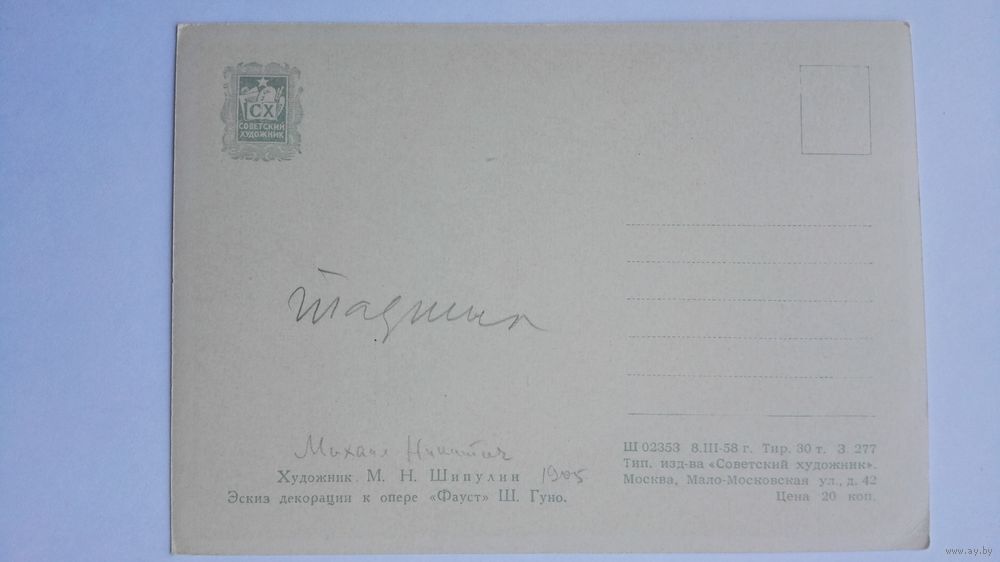 СХ
СОВЕТСКИЙ
ХУДОЖНИК
Михаил Никитич
Художник М. Н. Шипулин 1905
Эскиз декорации к опере «Фауст» Ш. Гуно.
Ш 02353 8.III-58 г. Тир. 30 т. З. 277
Тип. изд-ва «Советский художник».
Москва, Мало-Московская ул., д. 42
Цена 20 коп.
www.ay.by